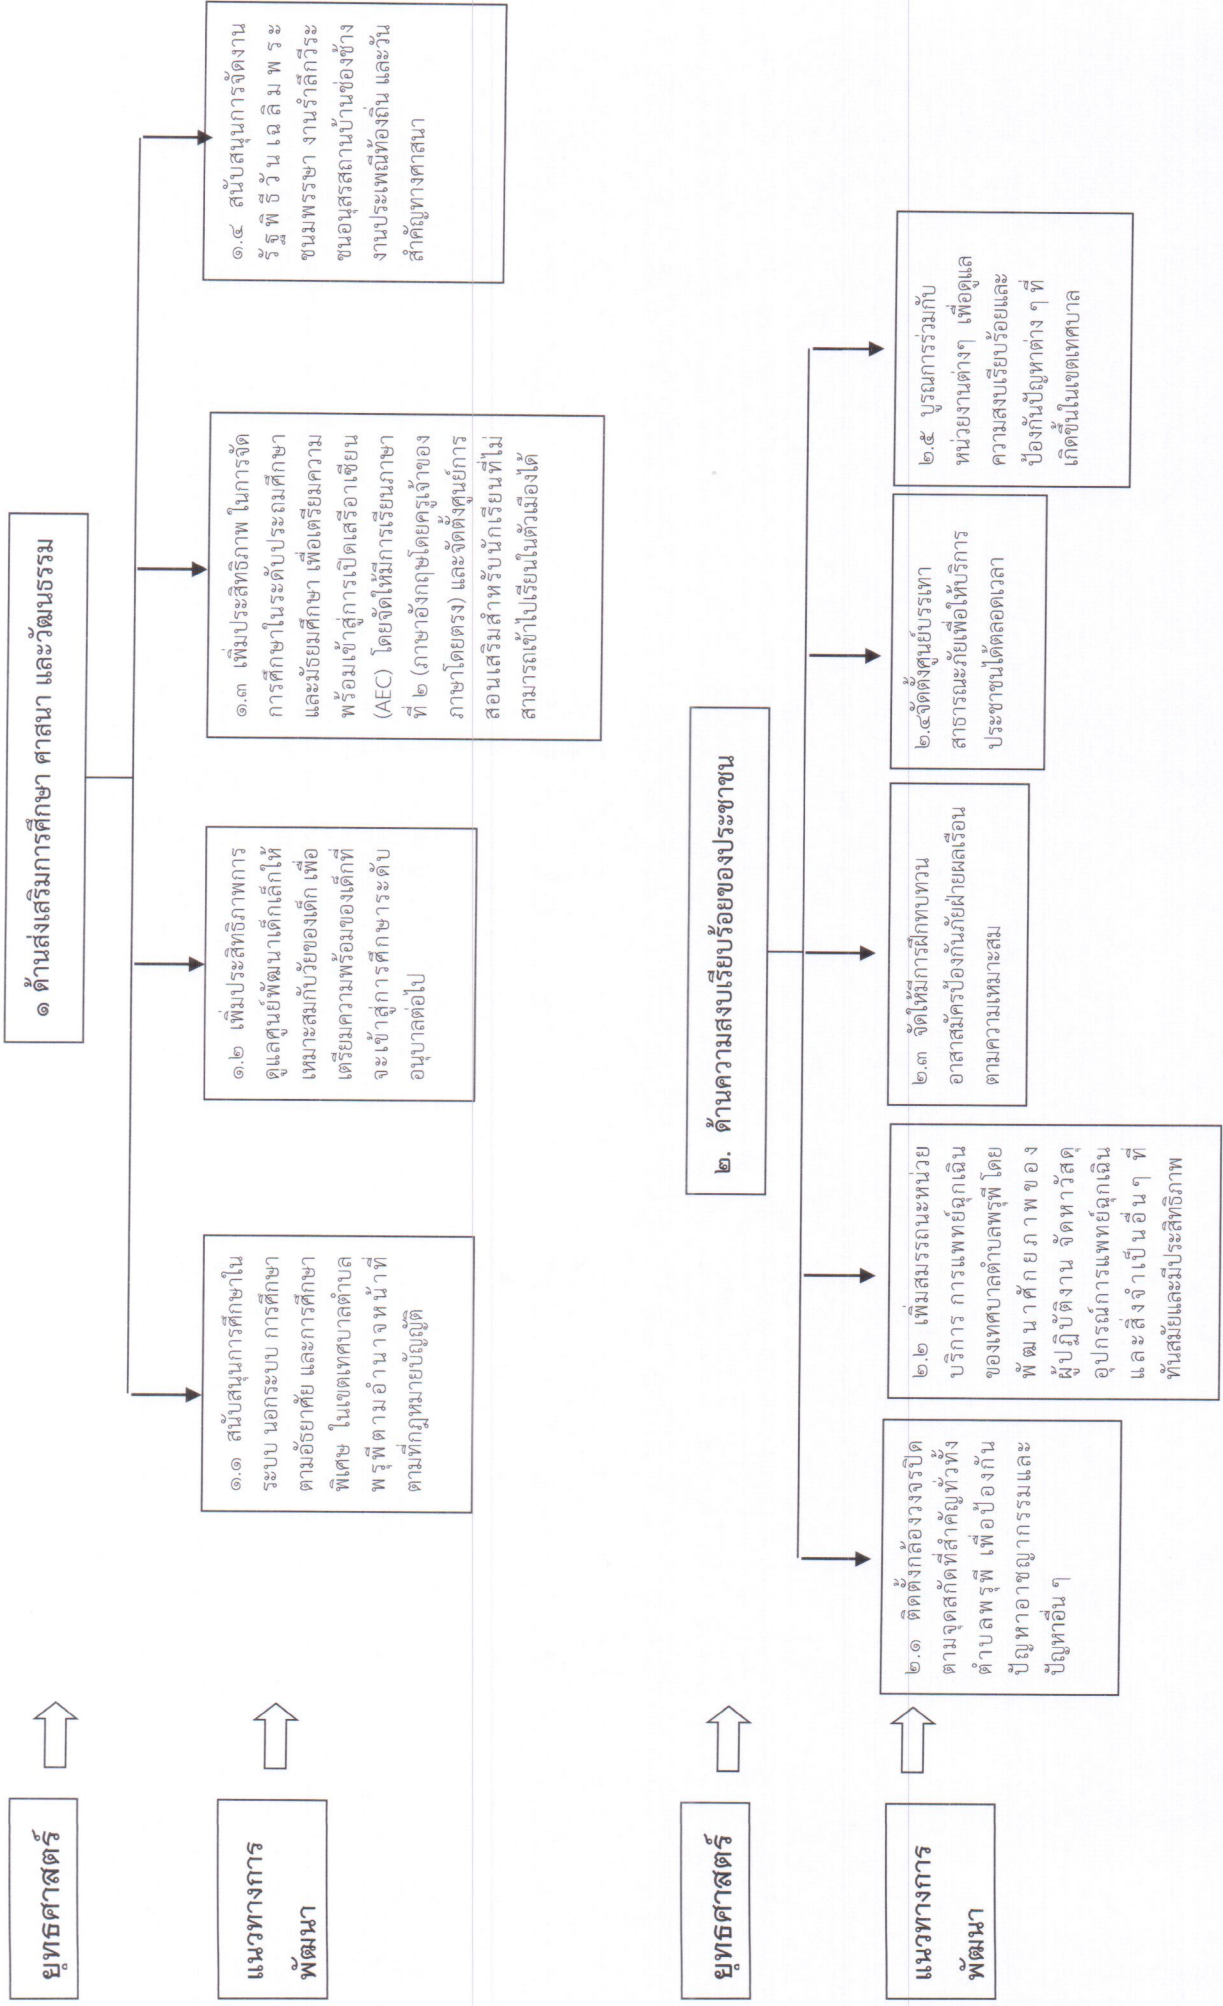 ยุทธศาสตร์
๑ ด้านส่งเสริมการศึกษา ศาสนา และวัฒนธรรม
แนวทางการ
พัฒนา
๑.๑ สนับสนุนการศึกษาใน
ระบบ นอกระบบ การศึกษา
ตามอัธยาศัย และการศึกษา
พิเศษ ในเขตเทศบาลตำบล
พรุพีตามอำนาจหน้าที่
ตามที่กฎหมายบัญญัติ
๑.๒ เพิ่มประสิทธิภาพการ
ดูแลศูนย์พัฒนาเด็กเล็กให้
เหมาะสมกับวัยของเด็ก เพื่อ
เตรียมความพร้อมของเด็กที่
จะเข้าสู่การศึกษาระดับ
อนุบาลต่อไป
๑.๓ เพิ่มประสิทธิภาพ ในการจัด
การศึกษาในระดับประถมศึกษา
และมัธยมศึกษา เพื่อเตรียมความ
พร้อมเข้าสู่การเปิดเสรีอาเซียน
(AEC) โดยจัดให้มีการเรียนภาษา
ที่ ๒ (ภาษาอังกฤษโดยครูเจ้าของ
ภาษาโดยตรง) และจัดตั้งศูนย์การ
สอนเสริมสำหรับนักเรียนที่ไม่
สามารถเข้าไปเรียนในตัวเมืองได้
๑.๔ สนับสนุนการจัดงาน
รัฐพิธีวันเฉลิมพระ
ชนมพรรษา งานรำลึกวีระ
ชนอนุสรสถานบ้านช่องช้าง
งานประเพณีท้องถิ่น และวัน
สำคัญทางศาสนา
ยุทธศาสตร์
๒. ด้านความสงบเรียบร้อยของประชาชน
แนวทางการ
พัฒนา
๒.๑ ติดตั้งกล้องวงจรปิด
ตามจุดสกัดที่สำคัญทั่วทั้ง
ตำบลพรุพี เพื่อป้องกัน
ปัญหาอาชญากรรมและ
ปัญหาอื่น ๆ
๒.๒ เพิ่มสมรรถนะหน่วย
บริการ การแพทย์ฉุกเฉิน
ของเทศบาลตำบลพรุพี โดย
พัฒนาศักยภาพของ
ผู้ปฏิบัติงาน จัดหาวัสดุ
อุปกรณ์การแพทย์ฉุกเฉิน
และสิ่งจำเป็นอื่นๆ ที่
ทันสมัยและมีประสิทธิภาพ
๒.๓ จัดให้มีการฝึกทบทวน
อาสาสมัครป้องกันภัยฝ่ายพลเรือน
ตามความเหมาะสม
๒.๔จัดตั้งศูนย์บรรเทา
สาธารณะภัยเพื่อให้บริการ
ประชาชนได้ตลอดเวลา
๒.๕ บูรณการร่วมกับ
หน่วยงานต่างๆ เพื่อดูแล
ความสงบเรียบร้อยและ
ป้องกันปัญหาต่าง ๆ ที่
เกิดขึ้นในเขตเทศบาล